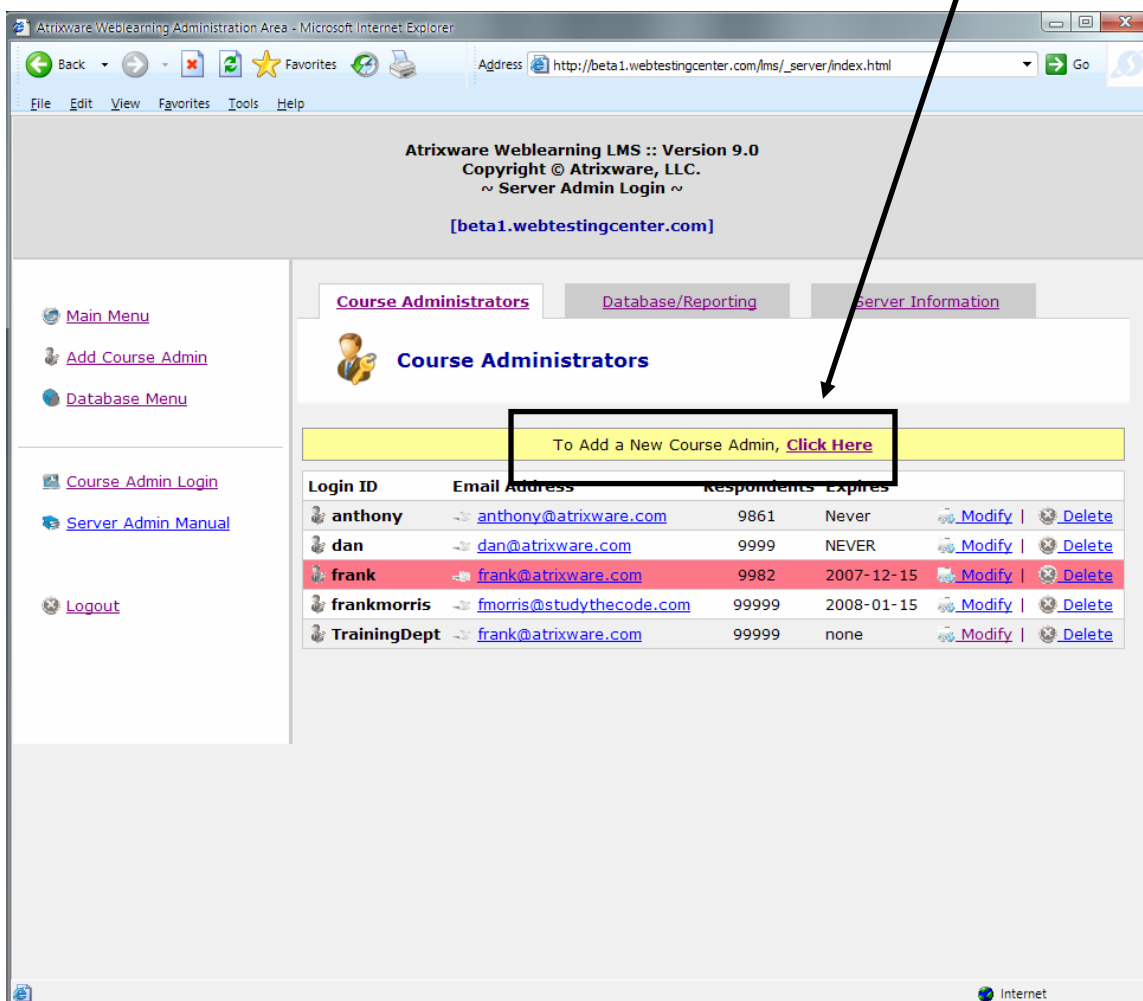 Atrixware Weblearning Administration Area - Microsoft Internet Explorer
Back Favorites Address http://beta1.webtestingcenter.com/lms/_server/index.html Go
File Edit View Favorites Tools Help
Atrixware Weblearning LMS :: Version 9.0
Copyright © Atrixware, LLC.
~ Server Admin Login ~
[beta1.webtestingcenter.com]
Main Menu
Add Course Admin
Database Menu
Course Admin Login
Server Admin Manual
Logout
Course Administrators Database/Reporting Server Information
Course Administrators
To Add a New Course Admin, Click Here
Login ID Email Address Respondents Expires
anthony anthony@atrixware.com 9861 Never Modify | Delete
dan dan@atrixware.com 9999 NEVER Modify | Delete
frank frank@atrixware.com 9982 2007-12-15 Modify | Delete
frankmorris fmorris@studythecode.com 99999 2008-01-15 Modify | Delete
TrainingDept frank@atrixware.com 99999 none Modify | Delete
Internet